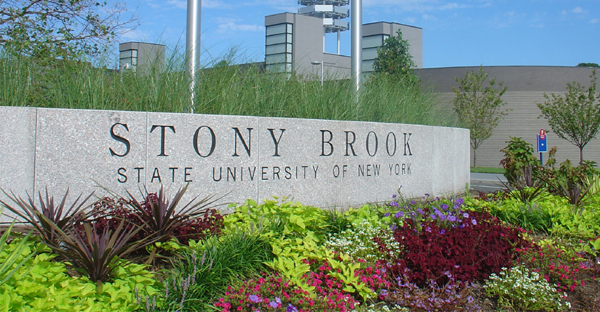 STONY BROOK
STATE UNIVERSITY OF NEW YORK